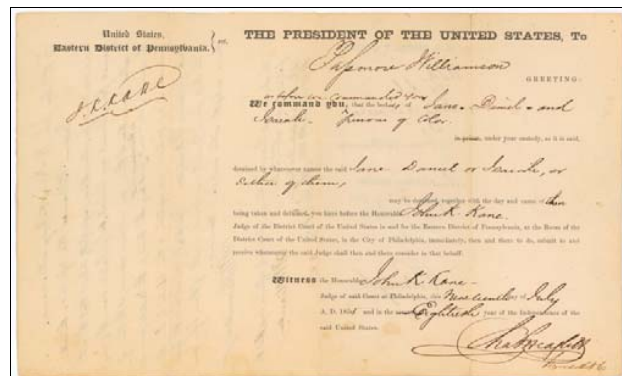 United States,
Eastern District of Pennsylvania. } ss.
THE PRESIDENT OF THE UNITED STATES, To
Passmore Williamson
GREETING:
J. K. KANE
as before we commanded you
We command you, that the bodies of Jane, Daniel, and
Isaiah, Persons of Color,
in prison, under your custody, as it is said,
detained by whatsoever names the said Jane Daniel or Isaiah, or
either of them,
may be detained, together with the day and cause of their
being taken and detained, you have before the Honorable John K. Kane,
Judge of the District Court of the United States in and for the Eastern District of Pennsylvania, at the Room of the
District Court of the United States, in the City of Philadelphia, immediately, then and there to do, submit to and
receive whatsoever the said Judge shall then and there consider in that behalf.
Witness the Honorable John K Kane
Judge of said Court at Philadelphia, this Nineteenth of July
A. D. 185 and in the Eightieth year of the Independence of the
said United States.